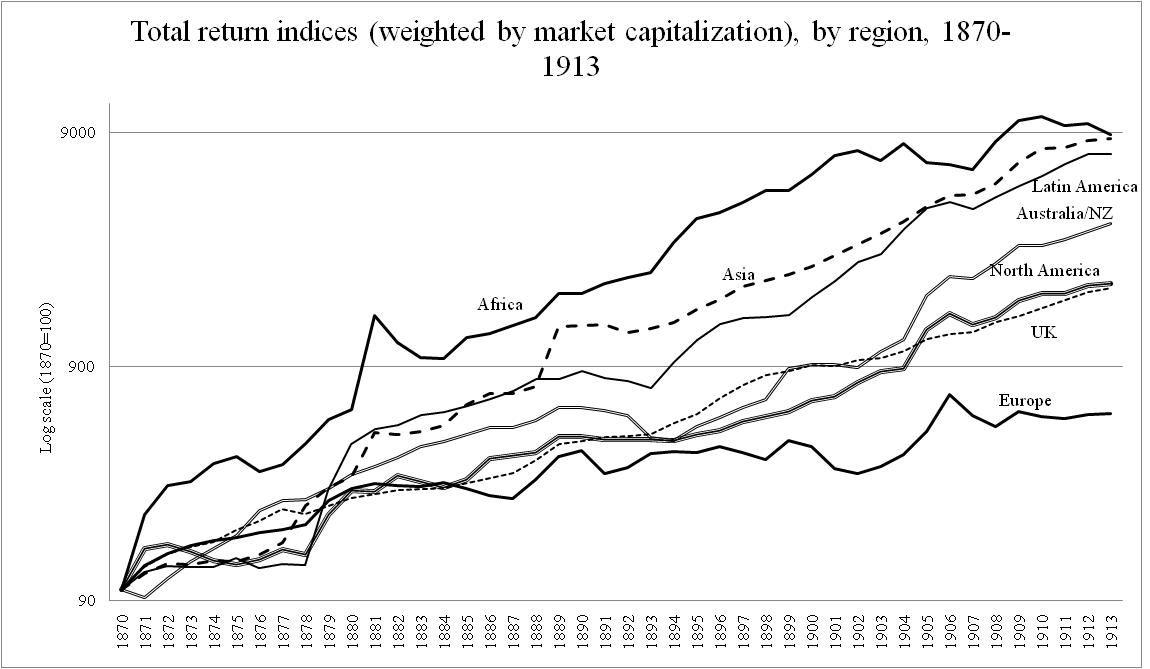 Total return indices (weighted by market capitalization), by region, 1870-
1913
9000
Latin America
Australia/NZ
North America
Asia
Africa
UK
Log scale (1870=100)
900
Europe
90
1870 1871 1872 1873 1874 1875 1876 1877 1878 1879 1880 1881 1882 1883 1884 1885 1886 1887 1888 1889 1890 1891 1892 1893 1894 1895 1896 1897 1898 1899 1900 1901 1902 1903 1904 1905 1906 1907 1908 1909 1910 1911 1912 1913